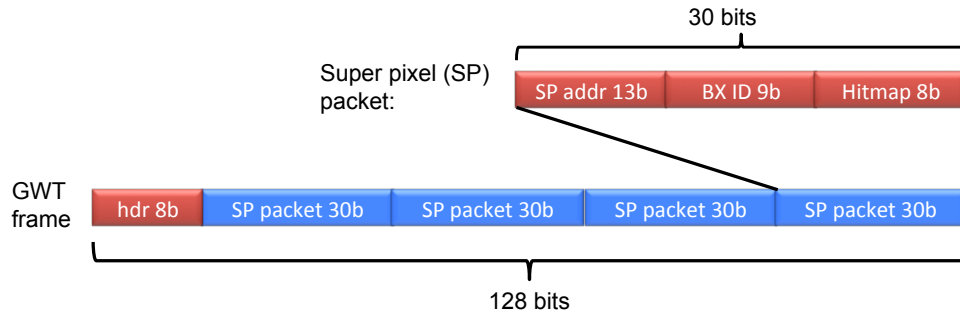 30 bits
Super pixel (SP)
packet:
SP addr 13b BX ID 9b Hitmap 8b
GWT
frame
hdr 8b SP packet 30b SP packet 30b SP packet 30b SP packet 30b
128 bits